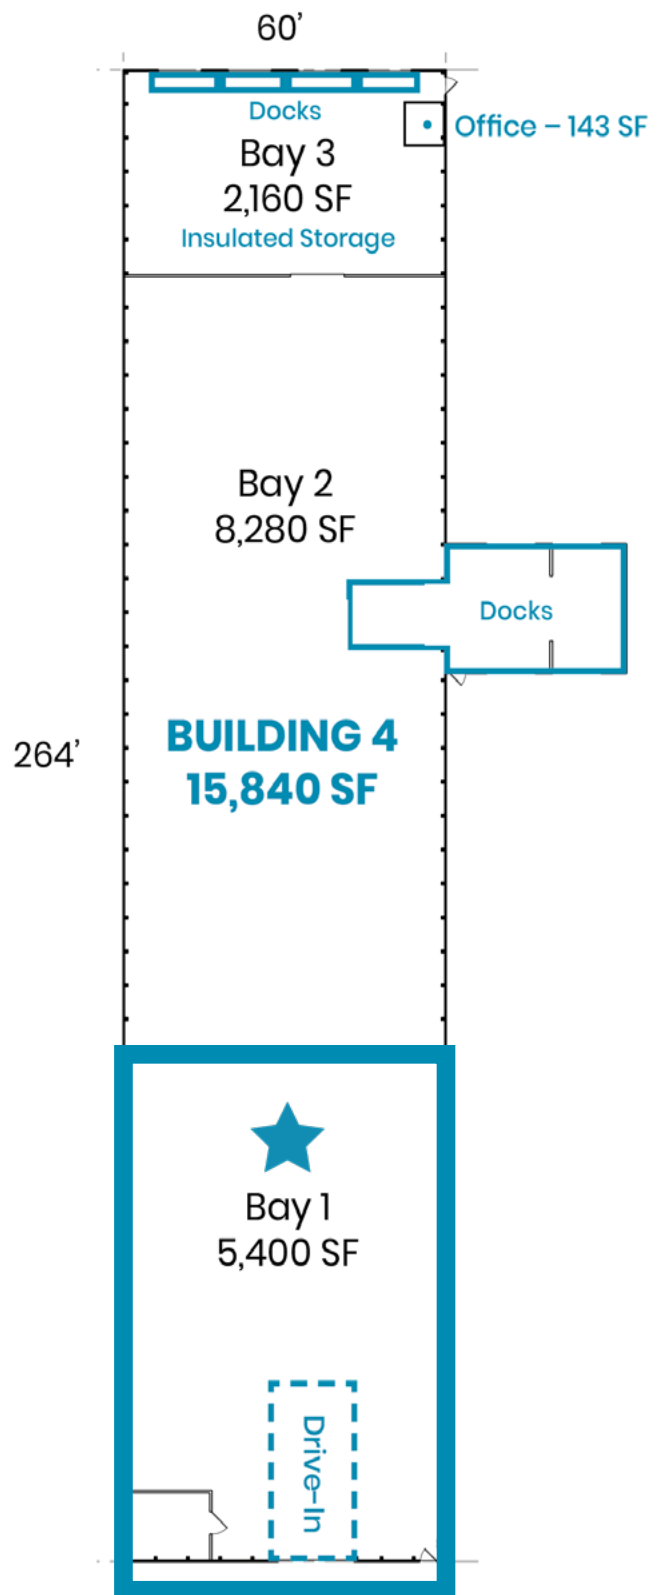 60’
Docks
Office – 143 SF
Bay 3
2,160 SF
Insulated Storage
Bay 2
8,280 SF
Docks
BUILDING 4
264’
15,840 SF
Bay 1
5,400 SF
Drive-In